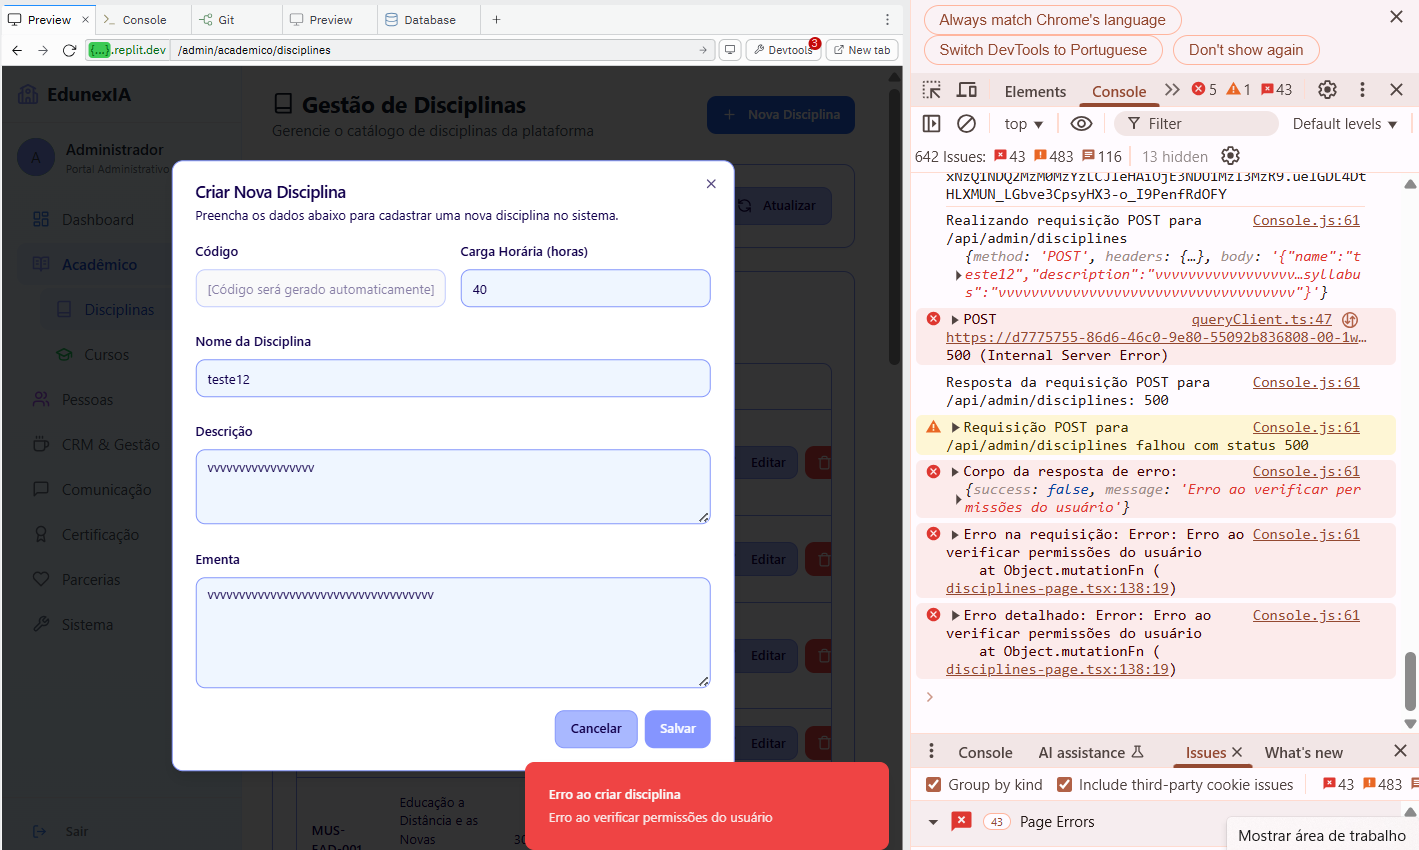 Preview
Console
Git
Preview
Database
{...}.replit.dev
/admin/academico/disciplines
Devtools
3
New tab
EdunexIA
A
Administrador
Portal Administrativo
Dashboard
Acadêmico
Disciplinas
Cursos
Pessoas
CRM & Gestão
Comunicação
Certificação
Parcerias
Sistema
Sair
Gestão de Disciplinas
Gerencie o catálogo de disciplinas da plataforma
Nova Disciplina
Atualizar
Editar
Editar
Editar
Editar
MUS-
EAD-001
Educação a
Distância e as
Novas
Criar Nova Disciplina
Preencha os dados abaixo para cadastrar uma nova disciplina no sistema.
Código
Carga Horária (horas)
[Código será gerado automaticamente]
40
Nome da Disciplina
teste12
Descrição
vvvvvvvvvvvvvvvvv
Ementa
vvvvvvvvvvvvvvvvvvvvvvvvvvvvvvvvvvvv
Cancelar
Salvar
Erro ao criar disciplina
Erro ao verificar permissões do usuário
Always match Chrome's language
Switch DevTools to Portuguese
Don't show again
Elements
Console
5
1
43
top
Filter
Default levels
642 Issues:
43
483
116
13 hidden
HLXMUN_LGbve3CpsyHX3-o_I9PenfRdOFY
Realizando requisição POST para
Console.js:61
/api/admin/disciplines
{method: 'POST', headers: {…}, body: '{"name":"t
este12","description":"vvvvvvvvvvvvvvvvv…syllabu
s":"vvvvvvvvvvvvvvvvvvvvvvvvvvvvvvvvvvvv"}'}
POST
queryClient.ts:47
https://d7775755-86d6-46c0-9e80-55092b836808-00-1w…
500 (Internal Server Error)
Resposta da requisição POST para
Console.js:61
/api/admin/disciplines: 500
Requisição POST para
Console.js:61
/api/admin/disciplines falhou com status 500
Corpo da resposta de erro:
Console.js:61
{success: false, message: 'Erro ao verificar per
missões do usuário'}
Erro na requisição: Error: Erro ao
Console.js:61
verificar permissões do usuário
at Object.mutationFn (
disciplines-page.tsx:138:19)
Erro detalhado: Error: Erro ao
Console.js:61
verificar permissões do usuário
at Object.mutationFn (
disciplines-page.tsx:138:19)
Console
AI assistance
Issues
What's new
Group by kind
Include third-party cookie issues
43
483
43
Page Errors
Mostrar área de trabalho